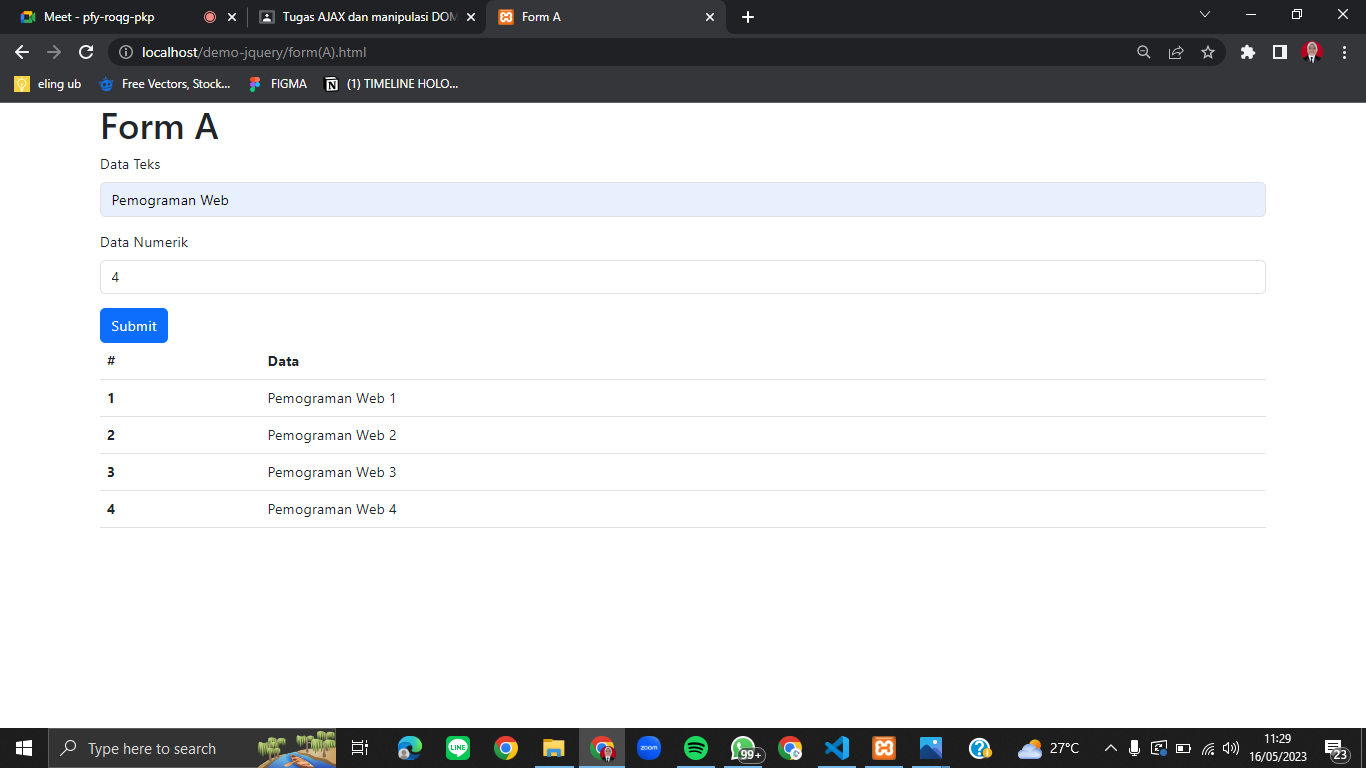 Meet - pfy-roqg-pkp
Tugas AJAX dan manipulasi DOM
Form A
localhost/demo-jquery/form(A).html
eling ub
Free Vectors, Stock...
FIGMA
(1) TIMELINE HOLO...
Form A
Data Teks
Pemograman Web
Data Numerik
4
Submit
# Data
1 Pemograman Web 1
2 Pemograman Web 2
3 Pemograman Web 3
4 Pemograman Web 4
Type here to search
LINE
zoom
99+
27°C
11:29
16/05/2023
23